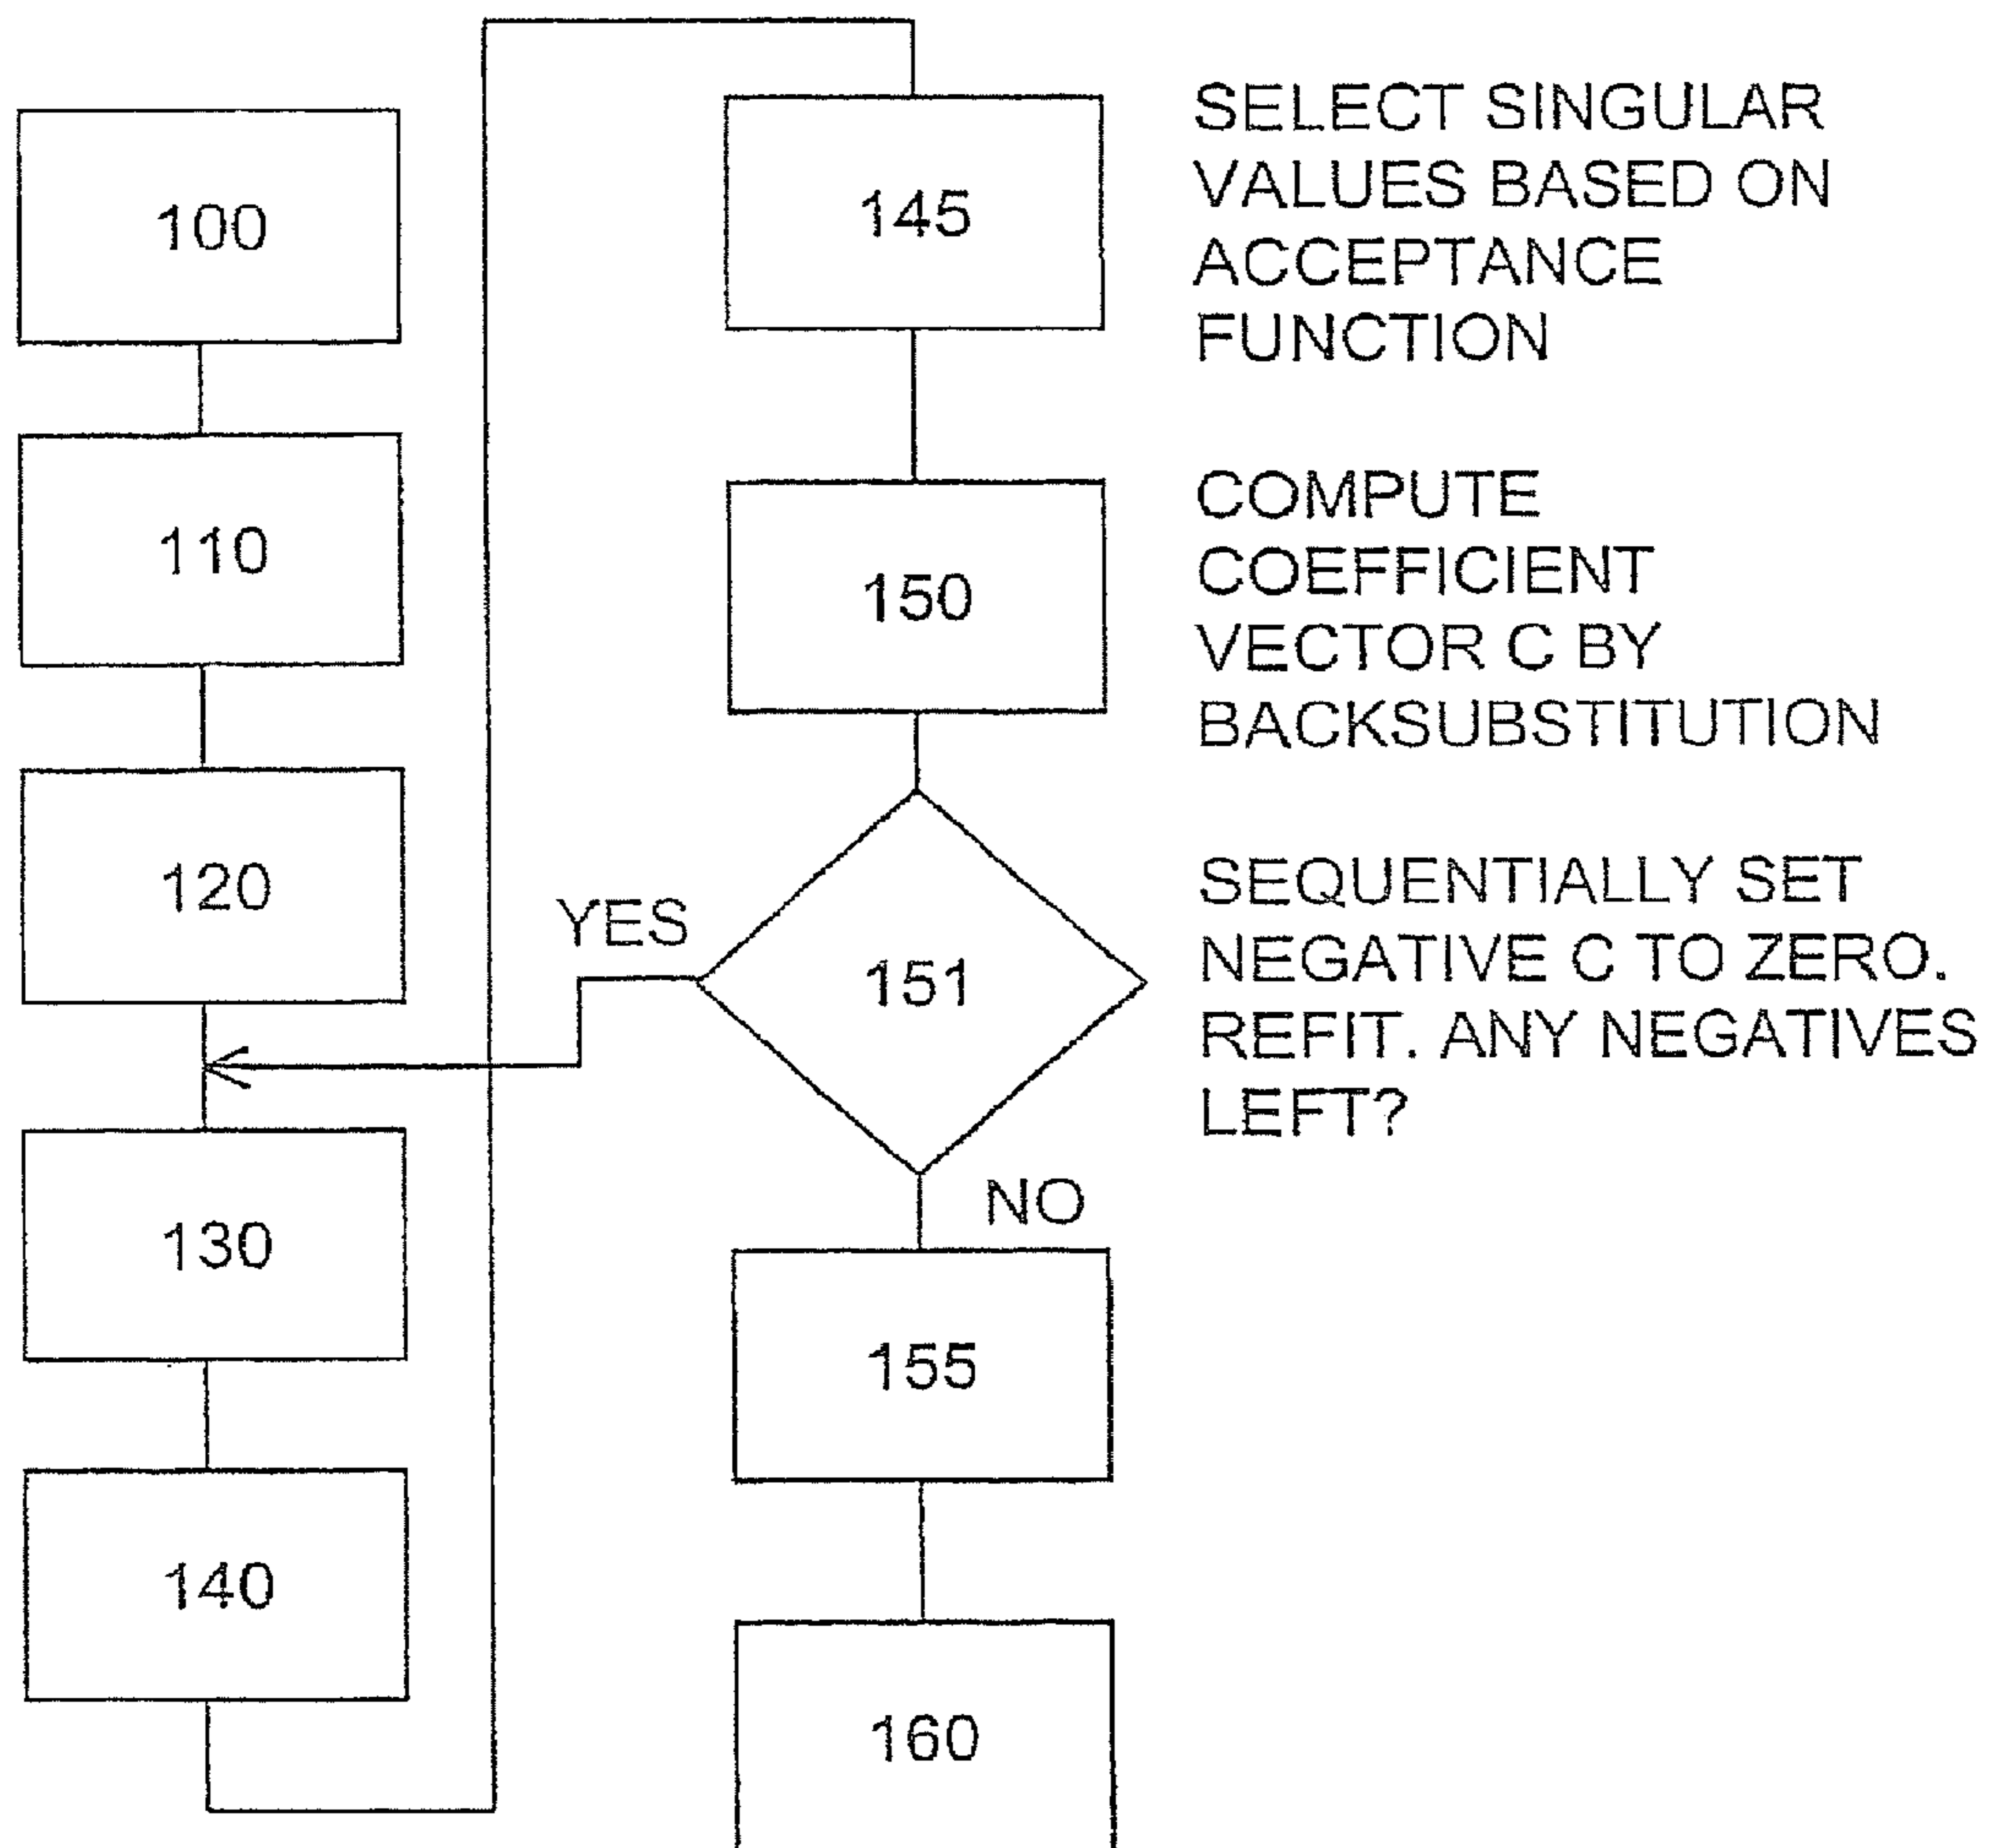 100
110
120
130
140
145
SELECT SINGULAR
VALUES BASED ON
ACCEPTANCE
FUNCTION
150
COMPUTE
COEFFICIENT
VECTOR C BY
BACKSUBSTITUTION
151
YES
SEQUENTIALLY SET
NEGATIVE C TO ZERO.
REFIT. ANY NEGATIVES
LEFT?
NO
155
160